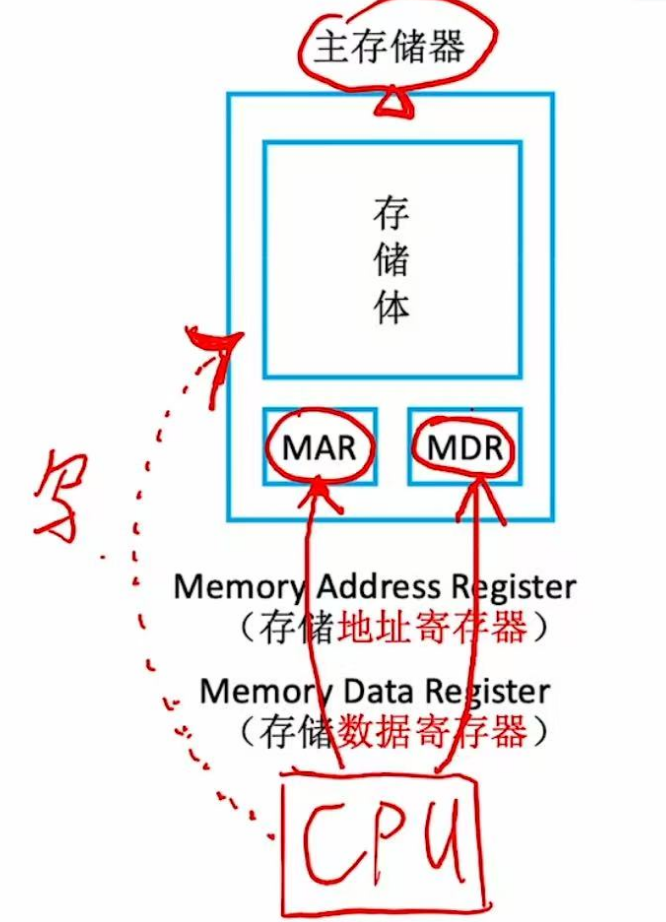 主存储器
存
储
体
MAR MDR
写
Memory Address Register
（存储地址寄存器）
Memory Data Register
（存储数据寄存器）
CPU